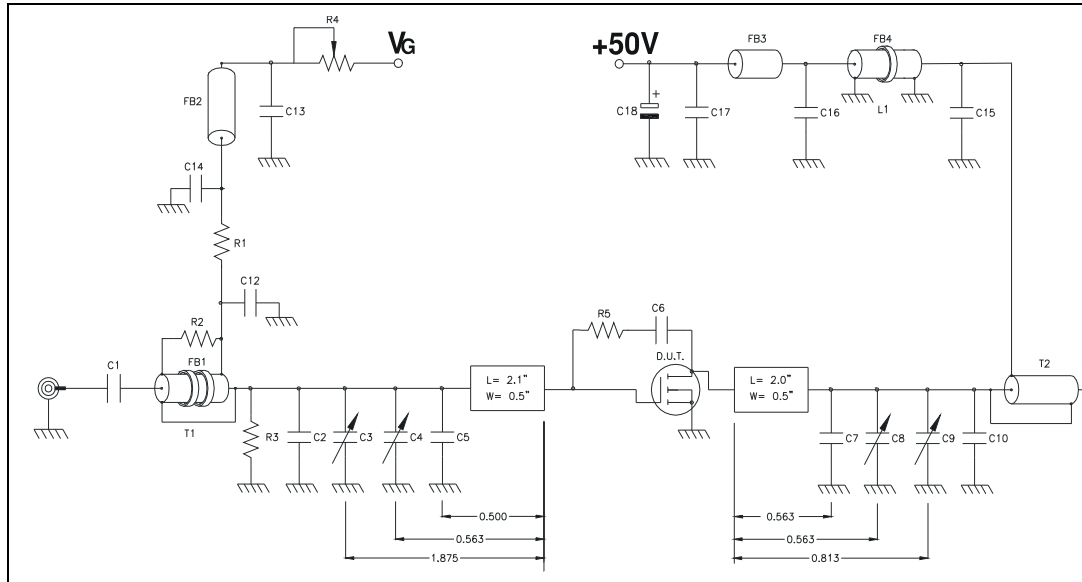 R4
VG
+50V
FB3
FB4
FB2
C13
C18
+
C17
C16
L1
C15
C14
R1
C12
R2
FB1
C1
T1
R3
C2
C3
C4
C5
L= 2.1"
W= 0.5"
R5
C6
D.U.T.
L= 2.0"
W= 0.5"
T2
C7
C8
C9
C10
0.500
0.563
1.875
0.563
0.563
0.813